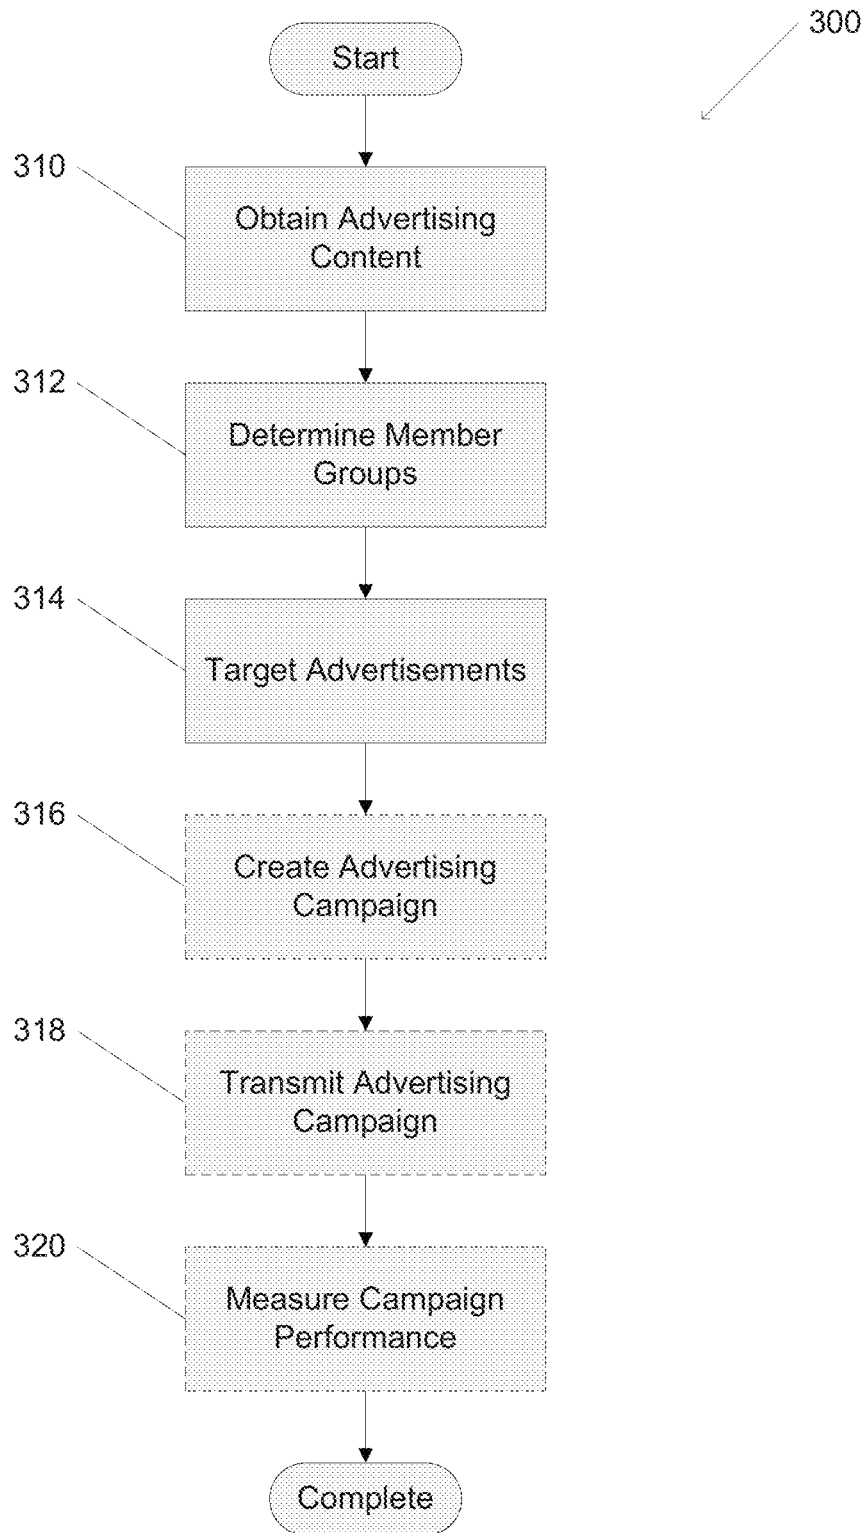 300
Start
310
Obtain Advertising
Content
312
Determine Member
Groups
314
Target Advertisements
316
Create Advertising
Campaign
318
Transmit Advertising
Campaign
320
Measure Campaign
Performance
Complete